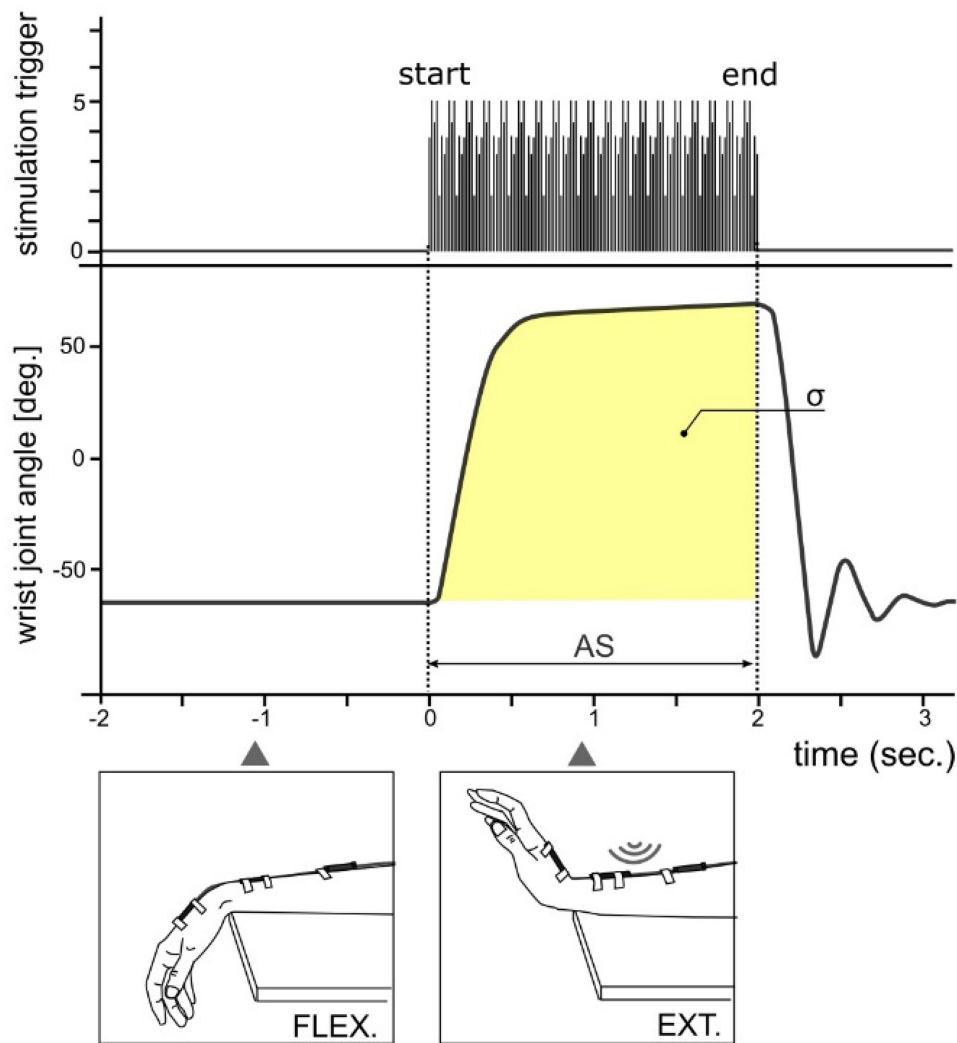 stimulation trigger
start
end
5
0
wrist joint angle [deg.]
50
0
-50
σ
AS
-2
-1
0
1
2
3
time (sec.)
FLEX.
EXT.